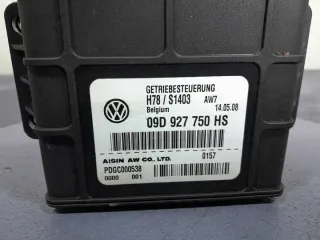 GETRIEBESTEUERUNG
H78 / S1403 AW7
Belgium 14.05.08
09D 927 750 HS
AISIN AW CO., LTD. 0157
PDGC000538
0000 001